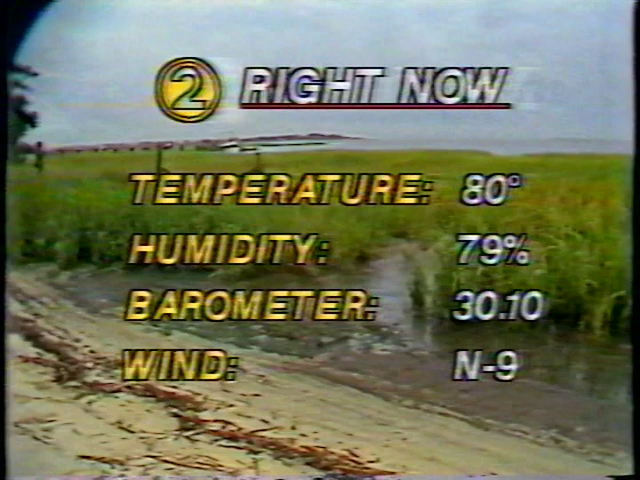 2 RIGHT NOW
TEMPERATURE: 80°
HUMIDITY: 79%
BAROMETER: 30.10
WIND: N-9